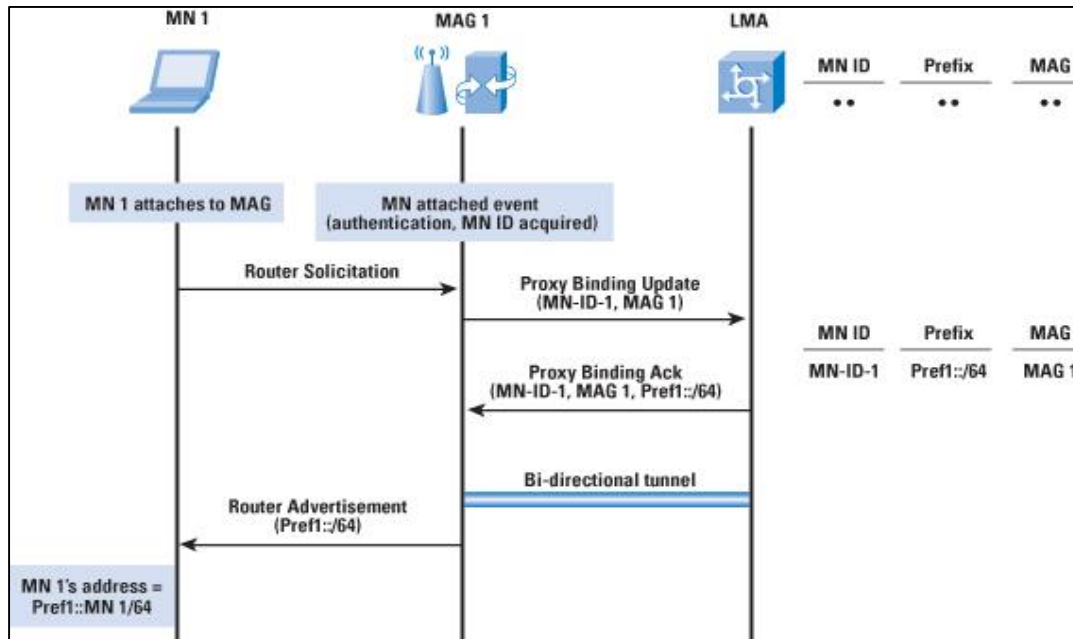 MN 1
MAG 1
LMA
MN ID
Prefix
MAG
••
••
••
MN 1 attaches to MAG
MN attached event
(authentication, MN ID acquired)
Router Solicitation
Proxy Binding Update
(MN-ID-1, MAG 1)
MN ID
Prefix
MAG
MN-ID-1
Pref1::/64
MAG 1
Proxy Binding Ack
(MN-ID-1, MAG 1, Pref1::/64)
Bi-directional tunnel
Router Advertisement
(Pref1::/64)
MN 1's address =
Pref1::MN 1/64